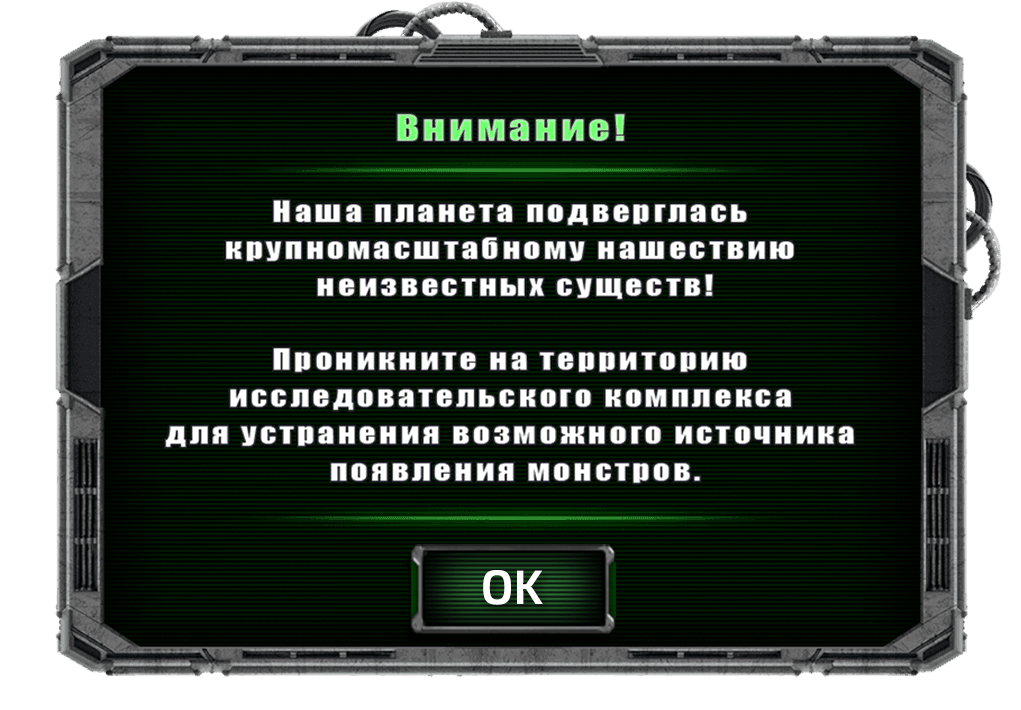 Внимание!
Наша планета подверглась
крупномасштабному нашествию
неизвестных существ!
Проникните на территорию
исследовательского комплекса
для устранения возможного источника
появления монстров.
OK